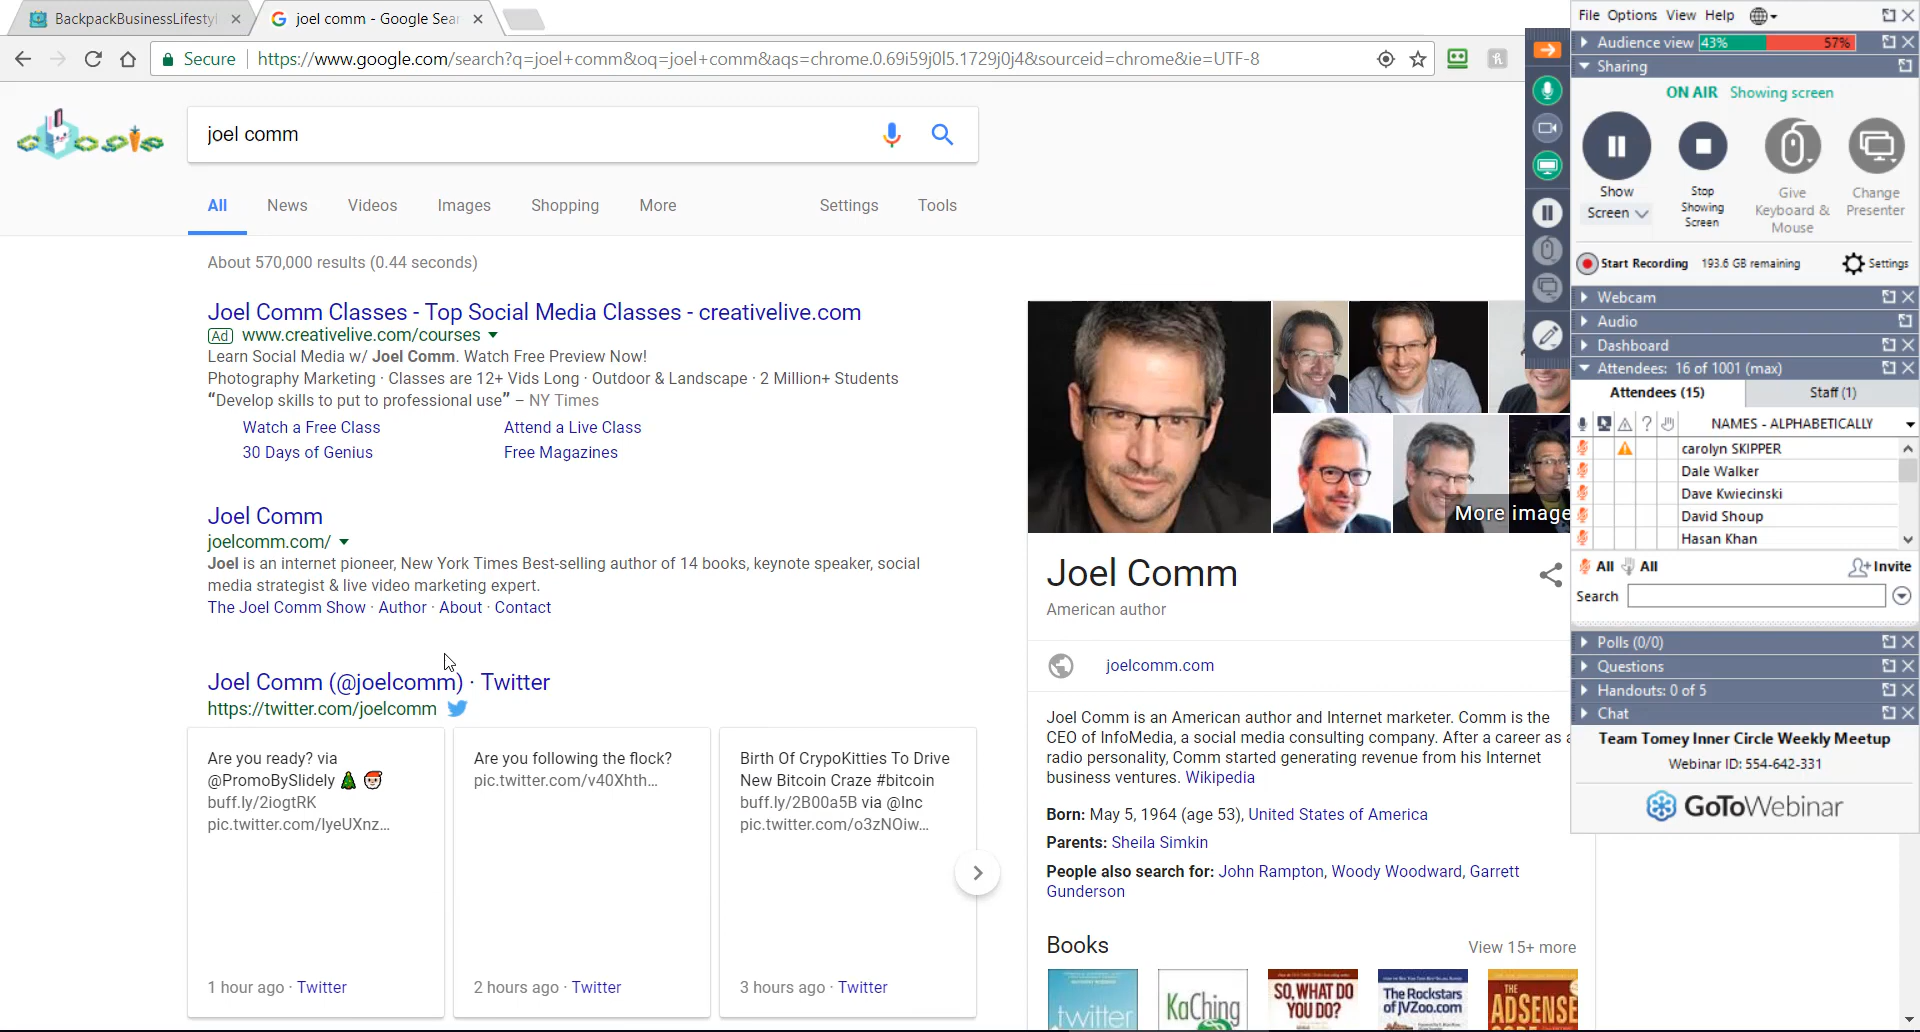 BackpackBusinessLifestyl
joel comm - Google Sear
Secure
https://www.google.com/search?q=joel+comm&oq=joel+comm&aqs=chrome.0.69i59j0l5.1729j0j4&sourceid=chrome&ie=UTF-8
joel comm
All
News
Videos
Images
Shopping
More
Settings
Tools
About 570,000 results (0.44 seconds)
Joel Comm Classes - Top Social Media Classes - creativelive.com
Ad www.creativelive.com/courses
Learn Social Media w/ Joel Comm. Watch Free Preview Now!
Photography Marketing · Classes are 12+ Vids Long · Outdoor & Landscape · 2 Million+ Students
“Develop skills to put to professional use” – NY Times
Watch a Free Class
Attend a Live Class
30 Days of Genius
Free Magazines
Joel Comm
joelcomm.com/
Joel is an internet pioneer, New York Times Best-selling author of 14 books, keynote speaker, social
media strategist & live video marketing expert.
The Joel Comm Show · Author · About · Contact
Joel Comm (@joelcomm) · Twitter
https://twitter.com/joelcomm
Are you ready? via
@PromoBySlidely 🎄 🎅
buff.ly/2iogtRK
pic.twitter.com/lyeUXnz...
1 hour ago · Twitter
Are you following the flock?
pic.twitter.com/v40Xhth...
2 hours ago · Twitter
Birth Of CrypoKitties To Drive
New Bitcoin Craze #bitcoin
buff.ly/2B00a5B via @Inc
pic.twitter.com/o3zNOiw...
3 hours ago · Twitter
More image
Joel Comm
American author
joelcomm.com
Joel Comm is an American author and Internet marketer. Comm is the
CEO of InfoMedia, a social media consulting company. After a career as a
radio personality, Comm started generating revenue from his Internet
business ventures. Wikipedia
Born: May 5, 1964 (age 53), United States of America
Parents: Sheila Simkin
People also search for: John Rampton, Woody Woodward, Garrett
Gunderson
Books
View 15+ more
twitter
KaChing
SO, WHAT DO
YOU DO?
The Rockstars
of JVZoo.com
THE
ADSENSE
File Options View Help
Audience view 43% 57%
Sharing
ON AIR Showing screen
Show
Screen
Stop
Showing
Screen
Give
Keyboard &
Mouse
Change
Presenter
Start Recording
193.6 GB remaining
Settings
Webcam
Audio
Dashboard
Attendees: 16 of 1001 (max)
Attendees (15)
Staff (1)
NAMES - ALPHABETICALLY
carolyn SKIPPER
Dale Walker
Dave Kwiecinski
David Shoup
Hasan Khan
All
All
Invite
Search
Polls (0/0)
Questions
Handouts: 0 of 5
Chat
Team Tomey Inner Circle Weekly Meetup
Webinar ID: 554-642-331
GoToWebinar